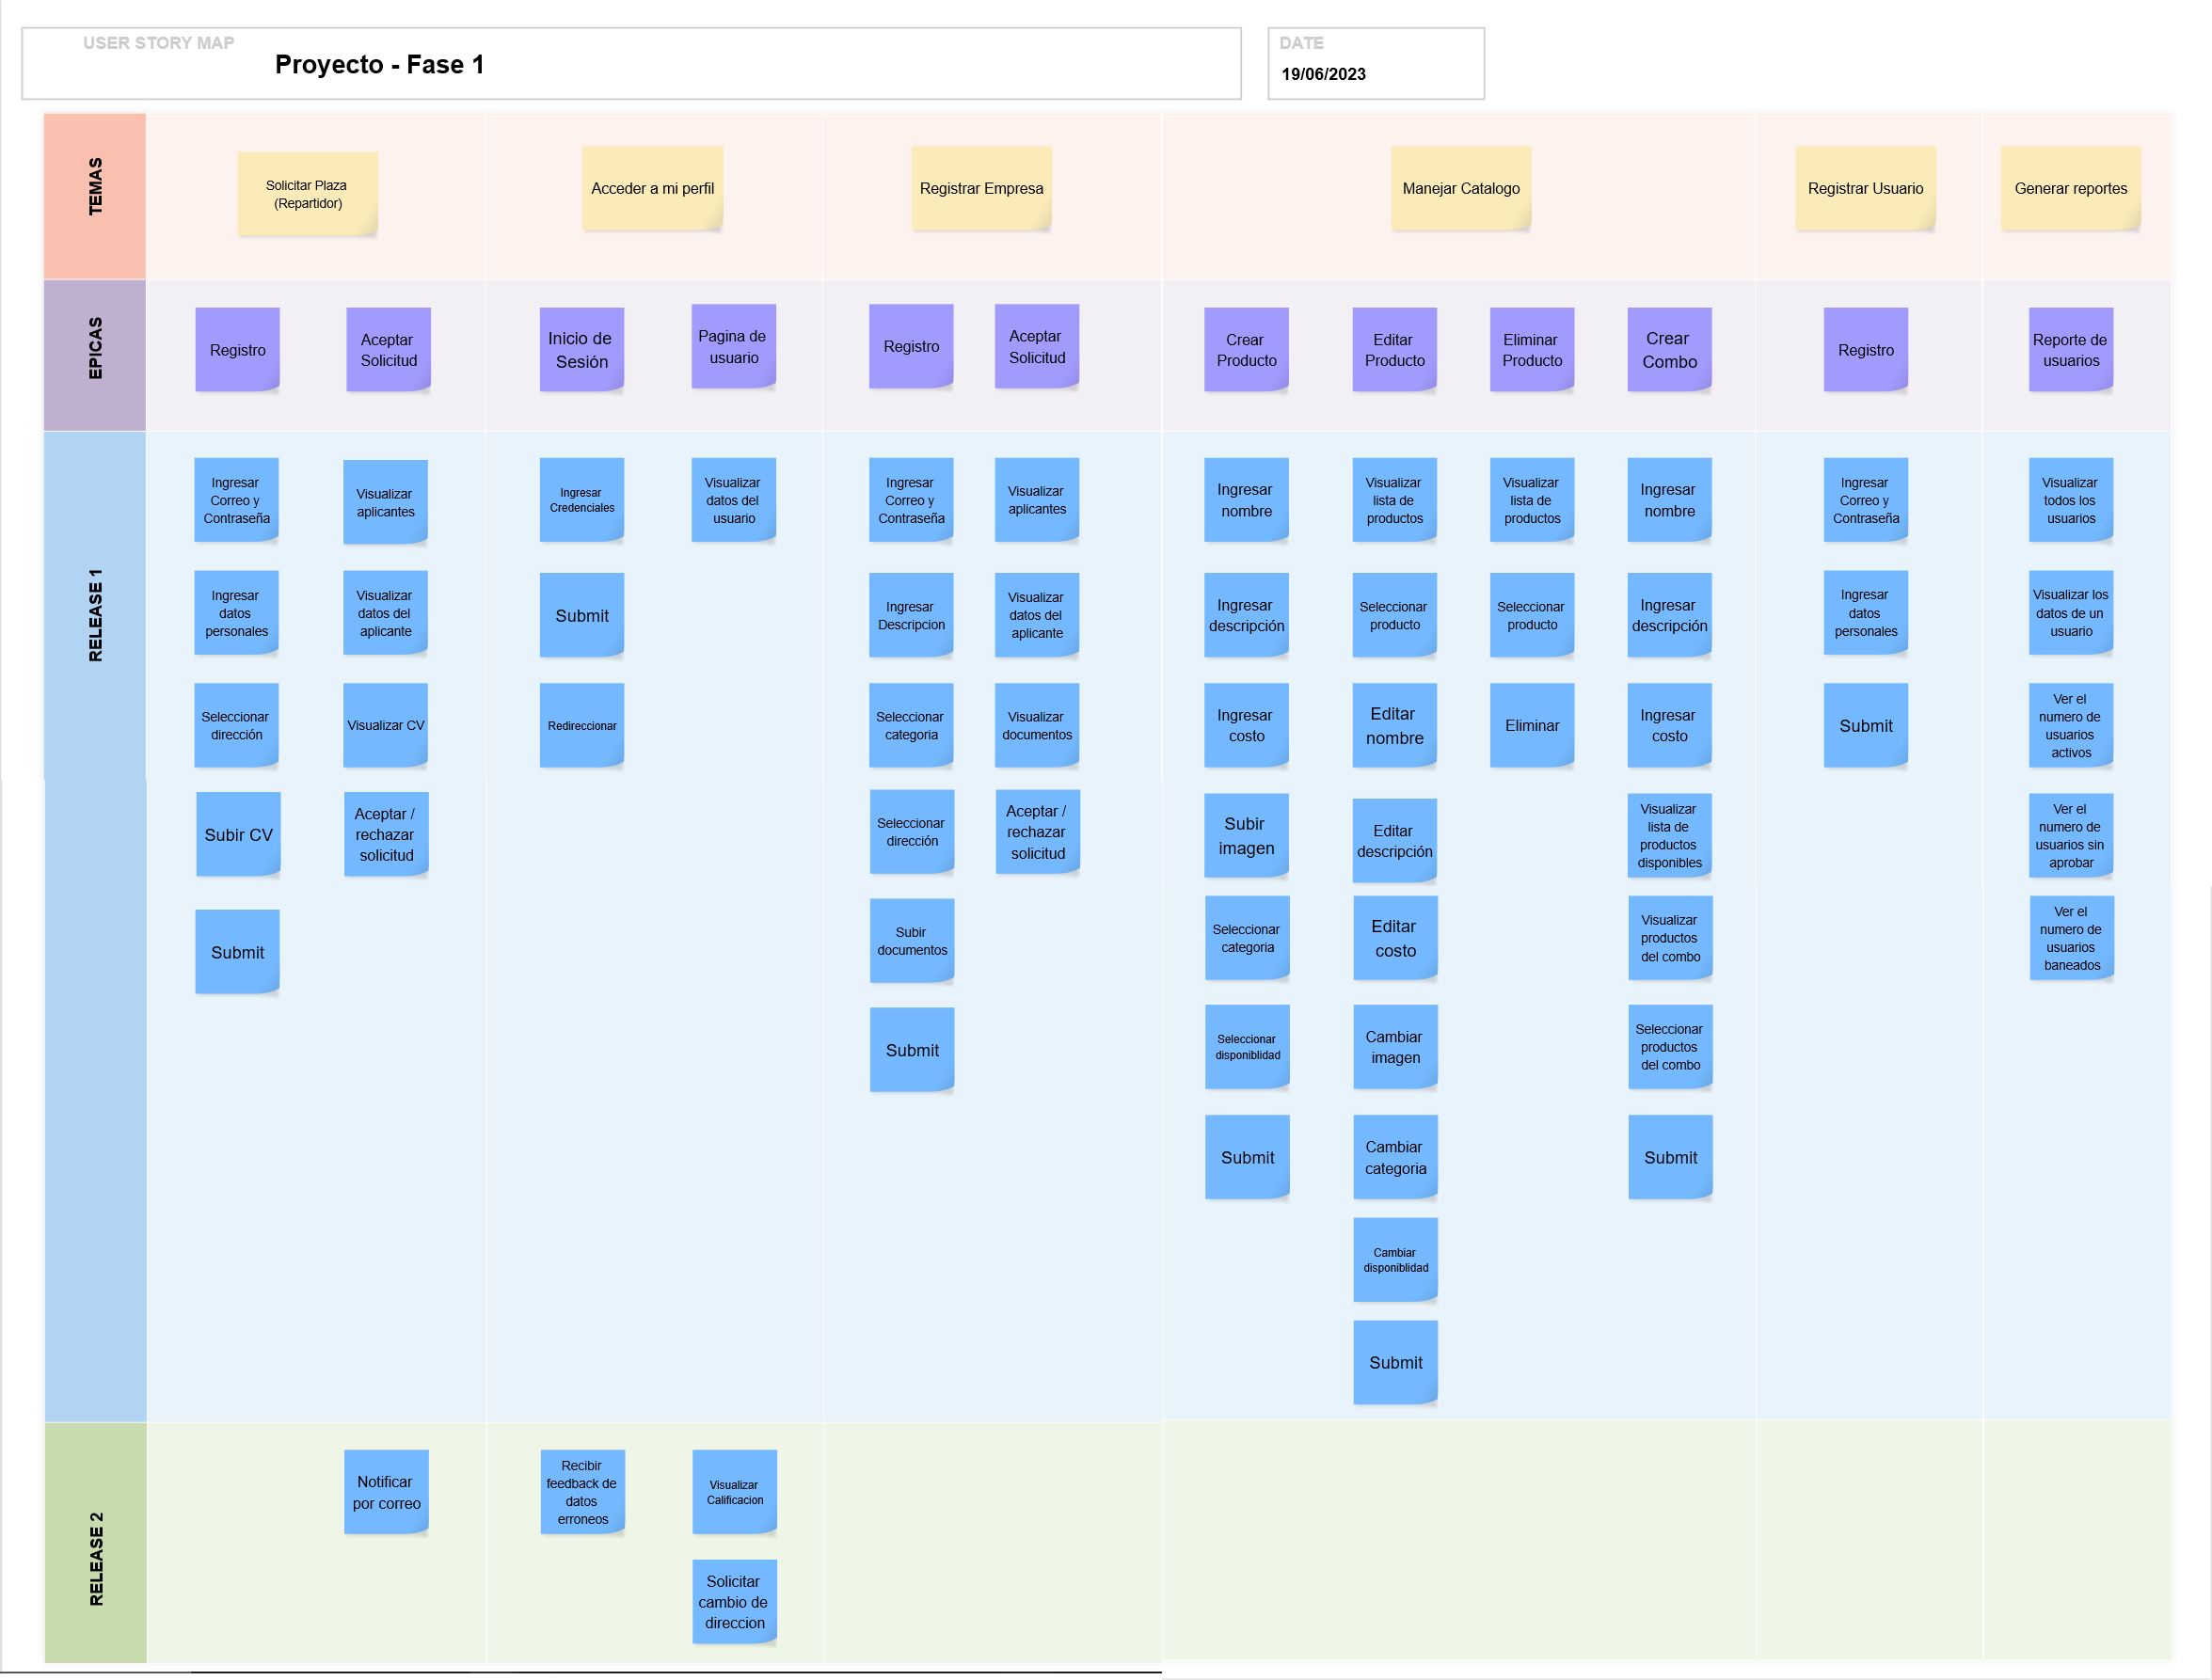 USER STORY MAP
Proyecto - Fase 1
DATE
19/06/2023
TEMAS
Solicitar Plaza
(Repartidor)
Acceder a mi perfil
Registrar Empresa
Manejar Catalogo
Registrar Usuario
Generar reportes
EPICAS
Registro
Aceptar
Solicitud
Inicio de
Sesión
Pagina de
usuario
Registro
Aceptar
Solicitud
Crear
Producto
Editar
Producto
Eliminar
Producto
Crear
Combo
Registro
Reporte de
usuarios
RELEASE 1
Ingresar
Correo y
Contraseña
Visualizar
aplicantes
Ingresar
Credenciales
Visualizar
datos del
usuario
Ingresar
Correo y
Contraseña
Visualizar
aplicantes
Ingresar
nombre
Visualizar
lista de
productos
Visualizar
lista de
productos
Ingresar
nombre
Ingresar
Correo y
Contraseña
Visualizar
todos los
usuarios
Ingresar
datos
personales
Visualizar
datos del
aplicante
Submit
Ingresar
Descripcion
Visualizar
datos del
aplicante
Ingresar
descripción
Seleccionar
producto
Seleccionar
producto
Ingresar
descripción
Ingresar
datos
personales
Visualizar los
datos de un
usuario
Seleccionar
dirección
Visualizar CV
Redireccionar
Seleccionar
categoria
Visualizar
documentos
Ingresar
costo
Editar
nombre
Eliminar
Ingresar
costo
Submit
Ver el
numero de
usuarios
activos
Subir CV
Aceptar /
rechazar
solicitud
Seleccionar
dirección
Aceptar /
rechazar
solicitud
Subir
imagen
Editar
descripción
Visualizar
lista de
productos
disponibles
Ver el
numero de
usuarios sin
aprobar
Submit
Subir
documentos
Seleccionar
categoria
Editar
costo
Visualizar
productos
del combo
Ver el
numero de
usuarios
baneados
Submit
Seleccionar
disponiblidad
Cambiar
imagen
Seleccionar
productos
del combo
Submit
Cambiar
categoria
Submit
Cambiar
disponiblidad
Submit
RELEASE 2
Notificar
por correo
Recibir
feedback de
datos
erroneos
Visualizar
Calificacion
Solicitar
cambio de
direccion